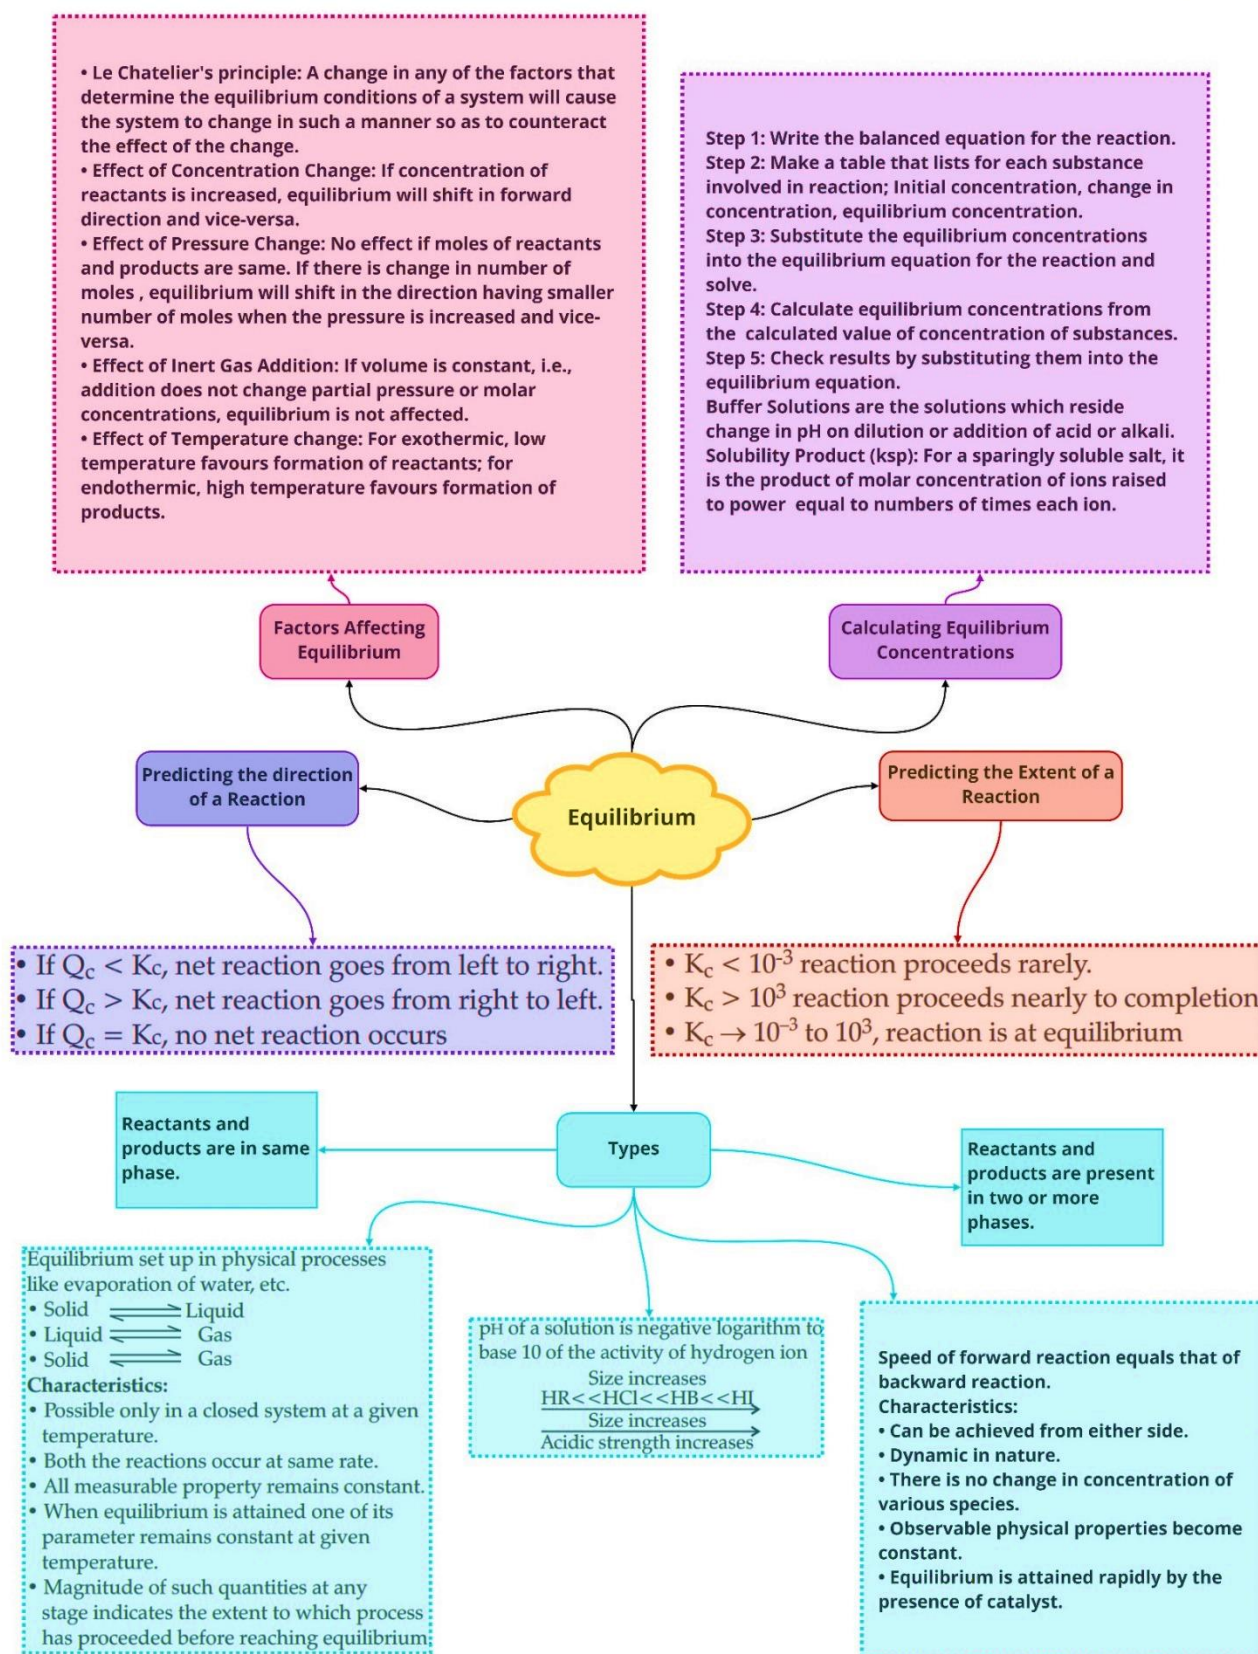 • Le Chatelier's principle: A change in any of the factors that
determine the equilibrium conditions of a system will cause
the system to change in such a manner so as to counteract
the effect of the change.
• Effect of Concentration Change: If concentration of
reactants is increased, equilibrium will shift in forward
direction and vice-versa.
• Effect of Pressure Change: No effect if moles of reactants
and products are same. If there is change in number of
moles , equilibrium will shift in the direction having smaller
number of moles when the pressure is increased and vice-
versa.
• Effect of Inert Gas Addition: If volume is constant, i.e.,
addition does not change partial pressure or molar
concentrations, equilibrium is not affected.
• Effect of Temperature change: For exothermic, low
temperature favours formation of reactants; for
endothermic, high temperature favours formation of
products.
Step 1: Write the balanced equation for the reaction.
Step 2: Make a table that lists for each substance
involved in reaction; Initial concentration, change in
concentration, equilibrium concentration.
Step 3: Substitute the equilibrium concentrations
into the equilibrium equation for the reaction and
solve.
Step 4: Calculate equilibrium concentrations from
the calculated value of concentration of substances.
Step 5: Check results by substituting them into the
equilibrium equation.
Buffer Solutions are the solutions which reside
change in pH on dilution or addition of acid or alkali.
Solubility Product (ksp): For a sparingly soluble salt, it
is the product of molar concentration of ions raised
to power equal to numbers of times each ion.
Factors Affecting
Equilibrium
Calculating Equilibrium
Concentrations
Predicting the direction
of a Reaction
Equilibrium
Predicting the Extent of a
Reaction
• If Q_c < K_c, net reaction goes from left to right.
• If Q_c > K_c, net reaction goes from right to left.
• If Q_c = K_c, no net reaction occurs
• K_c < 10⁻³ reaction proceeds rarely.
• K_c > 10³ reaction proceeds nearly to completion
• K_c → 10⁻³ to 10³, reaction is at equilibrium
Reactants and
products are in same
phase.
Types
Reactants and
products are present
in two or more
phases.
Equilibrium set up in physical processes
like evaporation of water, etc.
• Solid ⇌ Liquid
• Liquid ⇌ Gas
• Solid ⇌ Gas
Characteristics:
• Possible only in a closed system at a given
temperature.
• Both the reactions occur at same rate.
• All measurable property remains constant.
• When equilibrium is attained one of its
parameter remains constant at given
temperature.
• Magnitude of such quantities at any
stage indicates the extent to which process
has proceeded before reaching equilibrium
pH of a solution is negative logarithm to
base 10 of the activity of hydrogen ion
Size increases
HR<<HCl<<HB<<HI
Size increases
Acidic strength increases
Speed of forward reaction equals that of
backward reaction.
Characteristics:
• Can be achieved from either side.
• Dynamic in nature.
• There is no change in concentration of
various species.
• Observable physical properties become
constant.
• Equilibrium is attained rapidly by the
presence of catalyst.